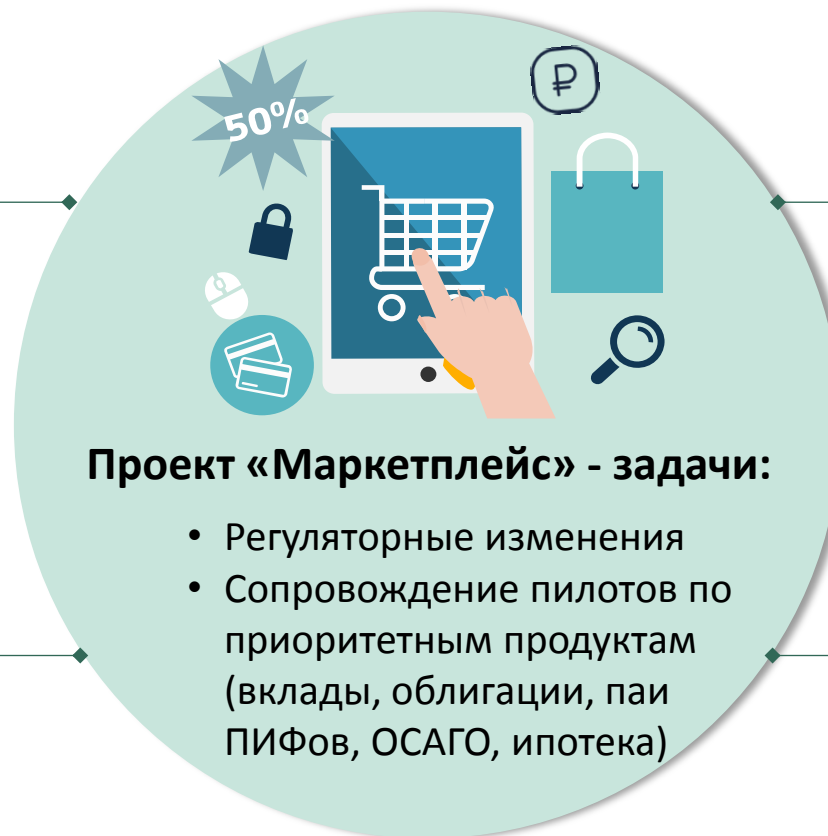 50%
₽
Проект «Маркетплейс» - задачи:
• Регуляторные изменения
• Сопровождение пилотов по
приоритетным продуктам
(вклады, облигации, паи
ПИФов, ОСАГО, ипотека)